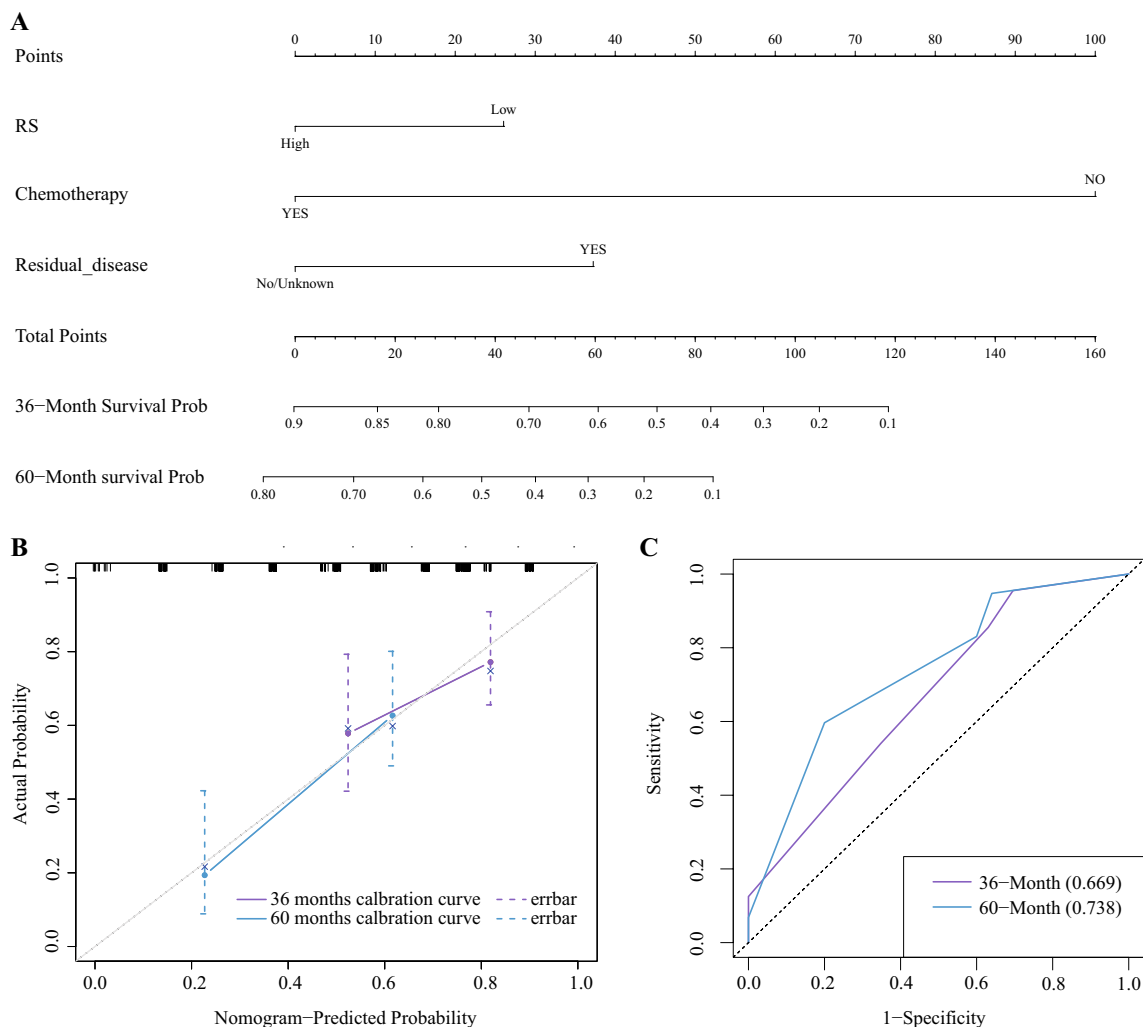 A
Points
0 10 20 30 40 50 60 70 80 90 100
RS
Low
High
Chemotherapy
NO
YES
Residual_disease
YES
No/Unknown
Total Points
0 20 40 60 80 100 120 140 160
36−Month Survival Prob
0.9 0.85 0.80 0.70 0.6 0.5 0.4 0.3 0.2 0.1
60−Month survival Prob
0.80 0.70 0.6 0.5 0.4 0.3 0.2 0.1
B
Actual Probability
1.0
0.8
0.6
0.4
0.2
0.0
36 months calbration curve errbar
60 months calbration curve errbar
0.0 0.2 0.4 0.6 0.8 1.0
Nomogram−Predicted Probability
C
Sensitivity
1.0
0.8
0.6
0.4
0.2
0.0
36−Month (0.669)
60−Month (0.738)
0.0 0.2 0.4 0.6 0.8 1.0
1−Specificity